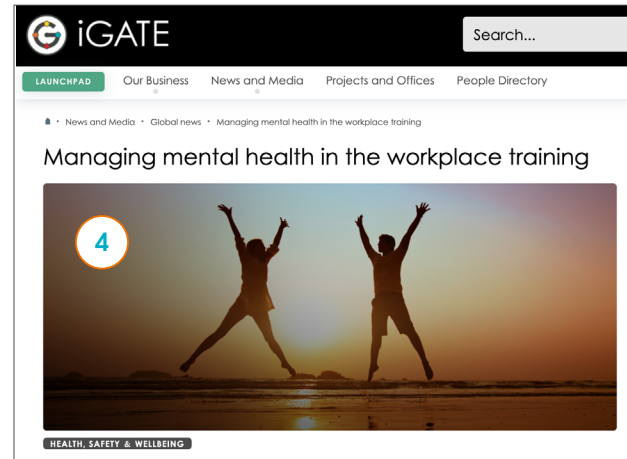 iGATE
Search...
LAUNCHPAD Our Business News and Media Projects and Offices People Directory
• News and Media • Global news • Managing mental health in the workplace training
Managing mental health in the workplace training
4
HEALTH, SAFETY & WELLBEING